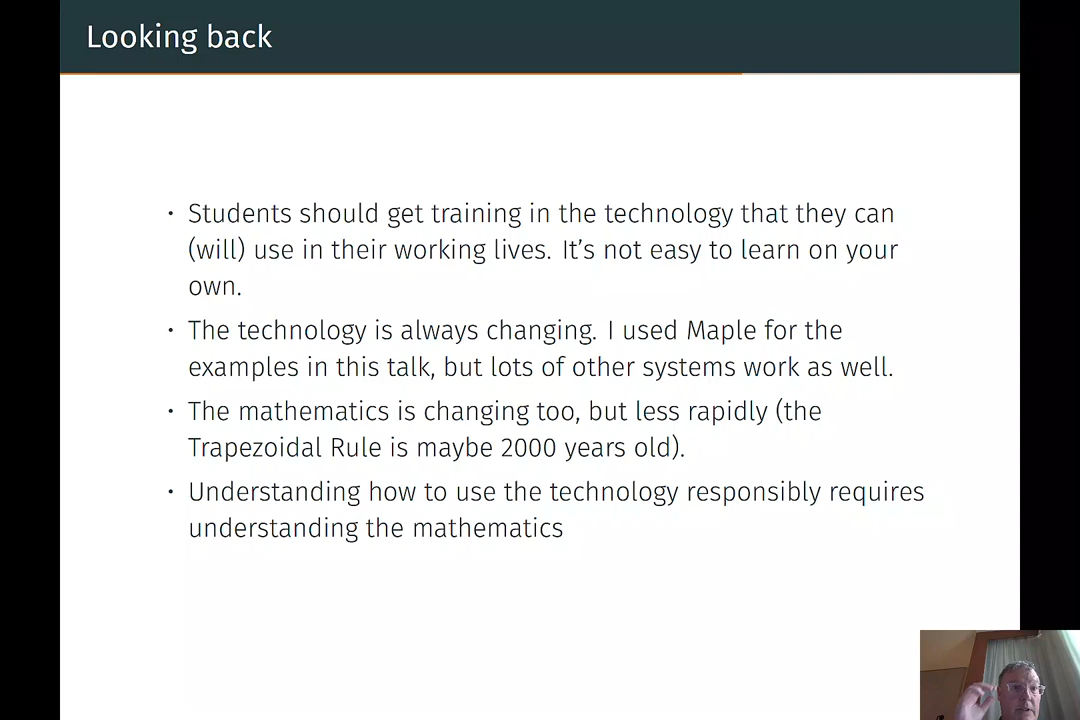 Looking back
• Students should get training in the technology that they can
(will) use in their working lives. It’s not easy to learn on your
own.
• The technology is always changing. I used Maple for the
examples in this talk, but lots of other systems work as well.
• The mathematics is changing too, but less rapidly (the
Trapezoidal Rule is maybe 2000 years old).
• Understanding how to use the technology responsibly requires
understanding the mathematics